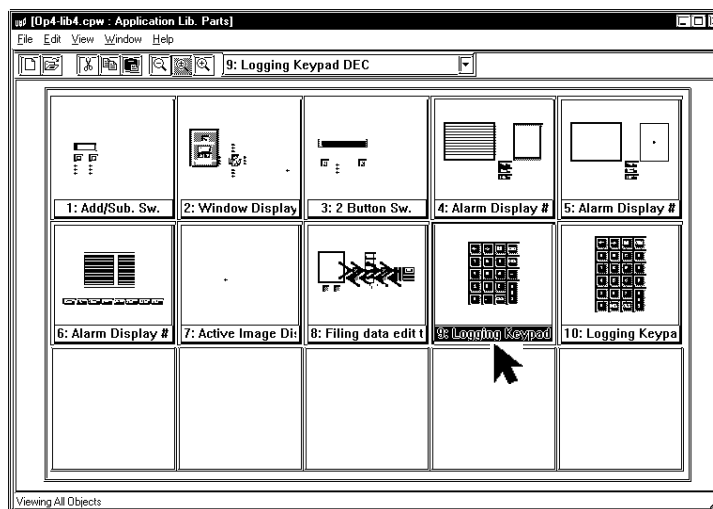 [Op4-lib4.cpw : Application Lib. Parts]
File Edit View Window Help
9: Logging Keypad DEC
1: Add/Sub. Sw.
2: Window Display
3: 2 Button Sw.
4: Alarm Display #
5: Alarm Display #
6: Alarm Display #
7: Active Image Dis
8: Filing data edit t
9: Logging Keypad
10: Logging Keypa
Viewing All Objects